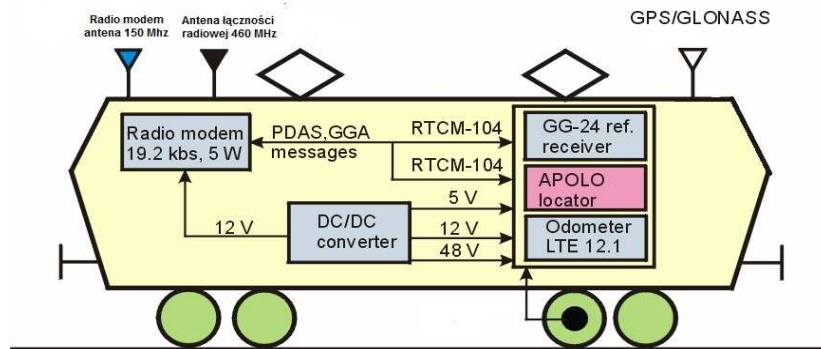 Radio modem
antena 150 Mhz
Antena łączności
radiowej 460 MHz
GPS/GLONASS
Radio modem
19.2 kbs, 5 W
PDAS,GGA
messages
RTCM-104
RTCM-104
GG-24 ref.
receiver
APOLO
locator
5 V
12 V
DC/DC
converter
12 V
48 V
Odometer
LTE 12.1